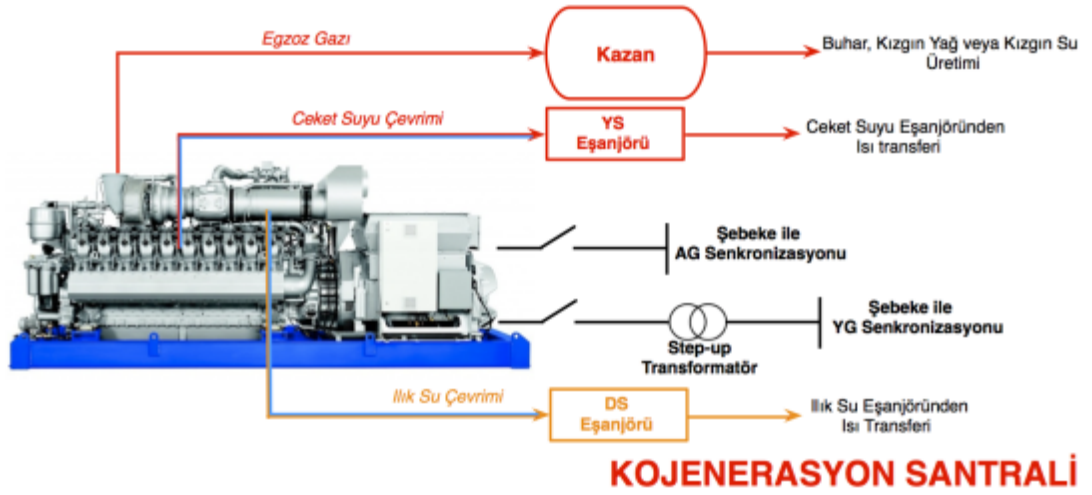 Egzoz Gazı
Kazan
Buhar, Kızgın Yağ veya Kızgın Su
Üretimi
Ceket Suyu Çevrimi
YS
Eşanjörü
Ceket Suyu Eşanjöründen
Isı transferi
Şebeke ile
AG Senkronizasyonu
Şebeke ile
YG Senkronizasyonu
Step-up
Transformatör
Ilık Su Çevrimi
DS
Eşanjörü
Ilık Su Eşanjöründen
Isı Transferi
KOJENERASYON SANTRALİ